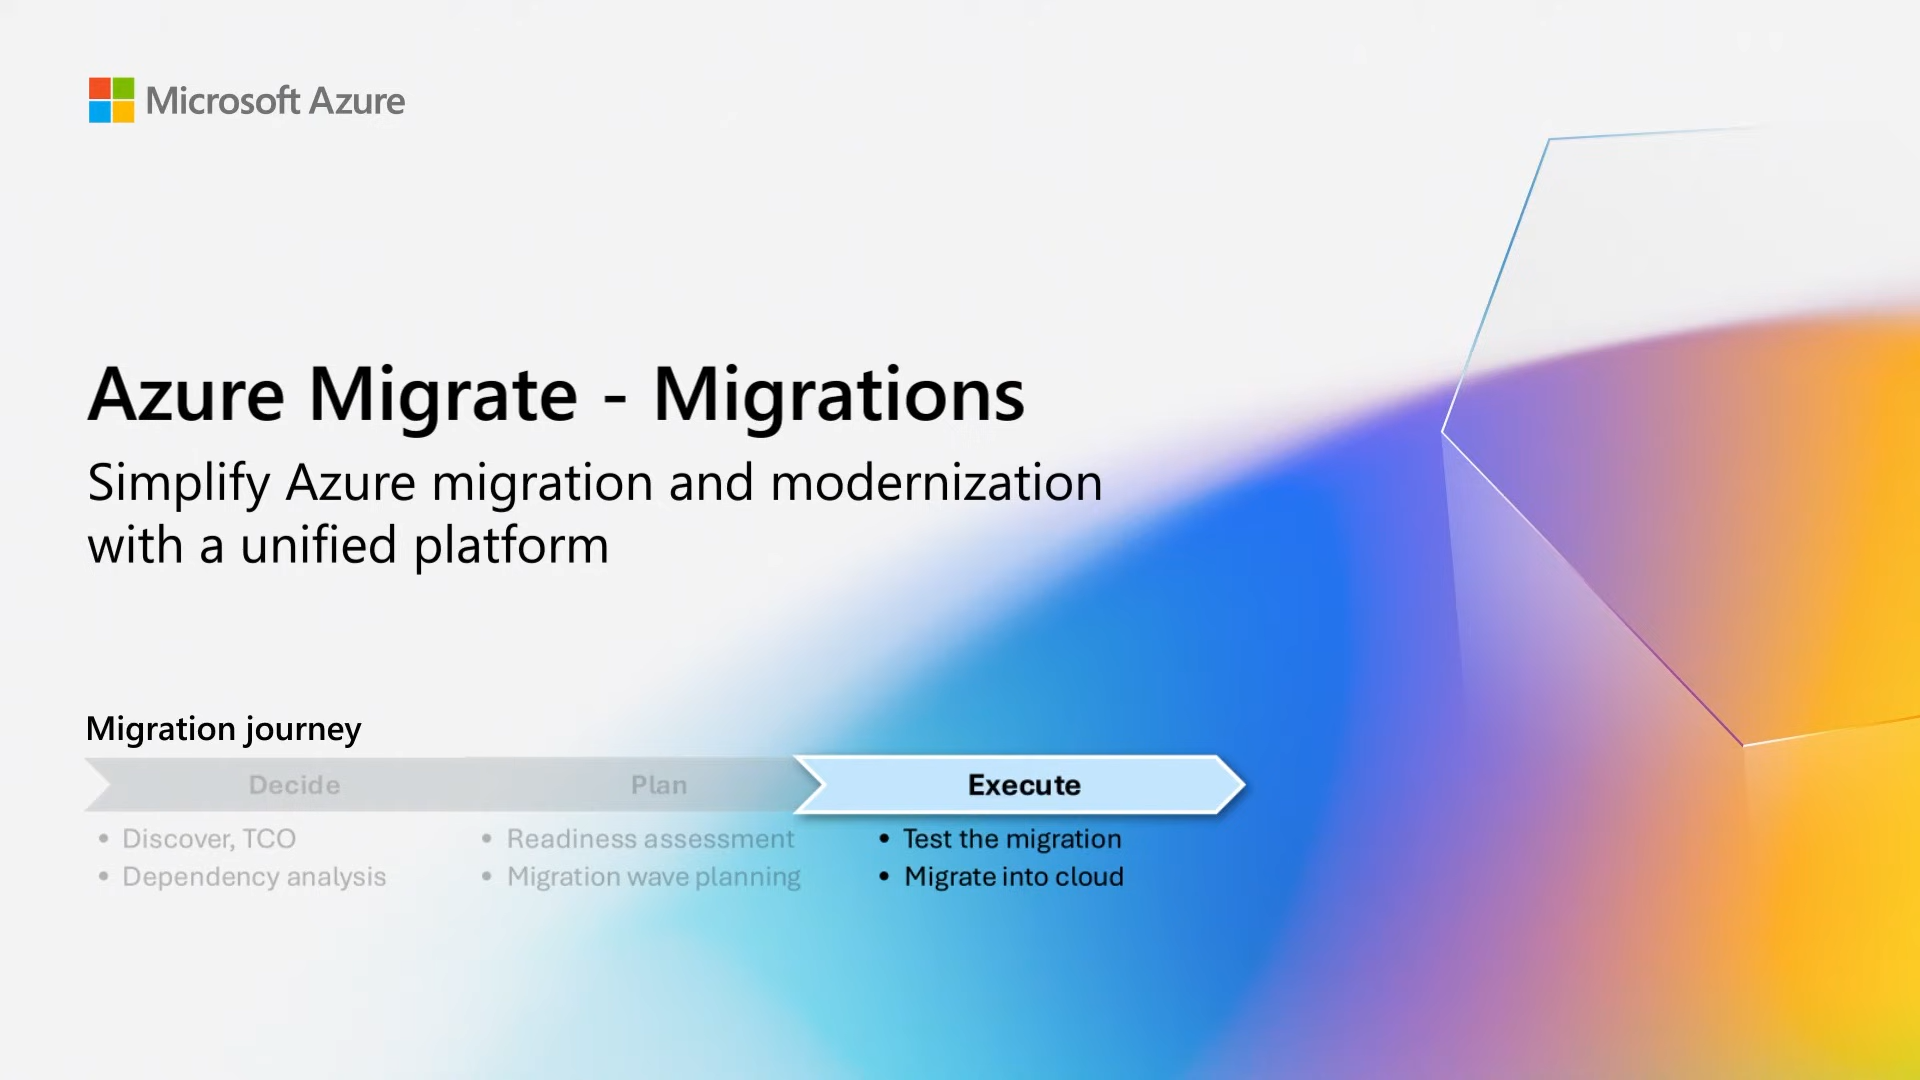 Microsoft Azure
Azure Migrate - Migrations
Simplify Azure migration and modernization
with a unified platform
Migration journey
Decide
Plan
Execute
• Discover, TCO
• Dependency analysis
• Readiness assessment
• Migration wave planning
• Test the migration
• Migrate into cloud